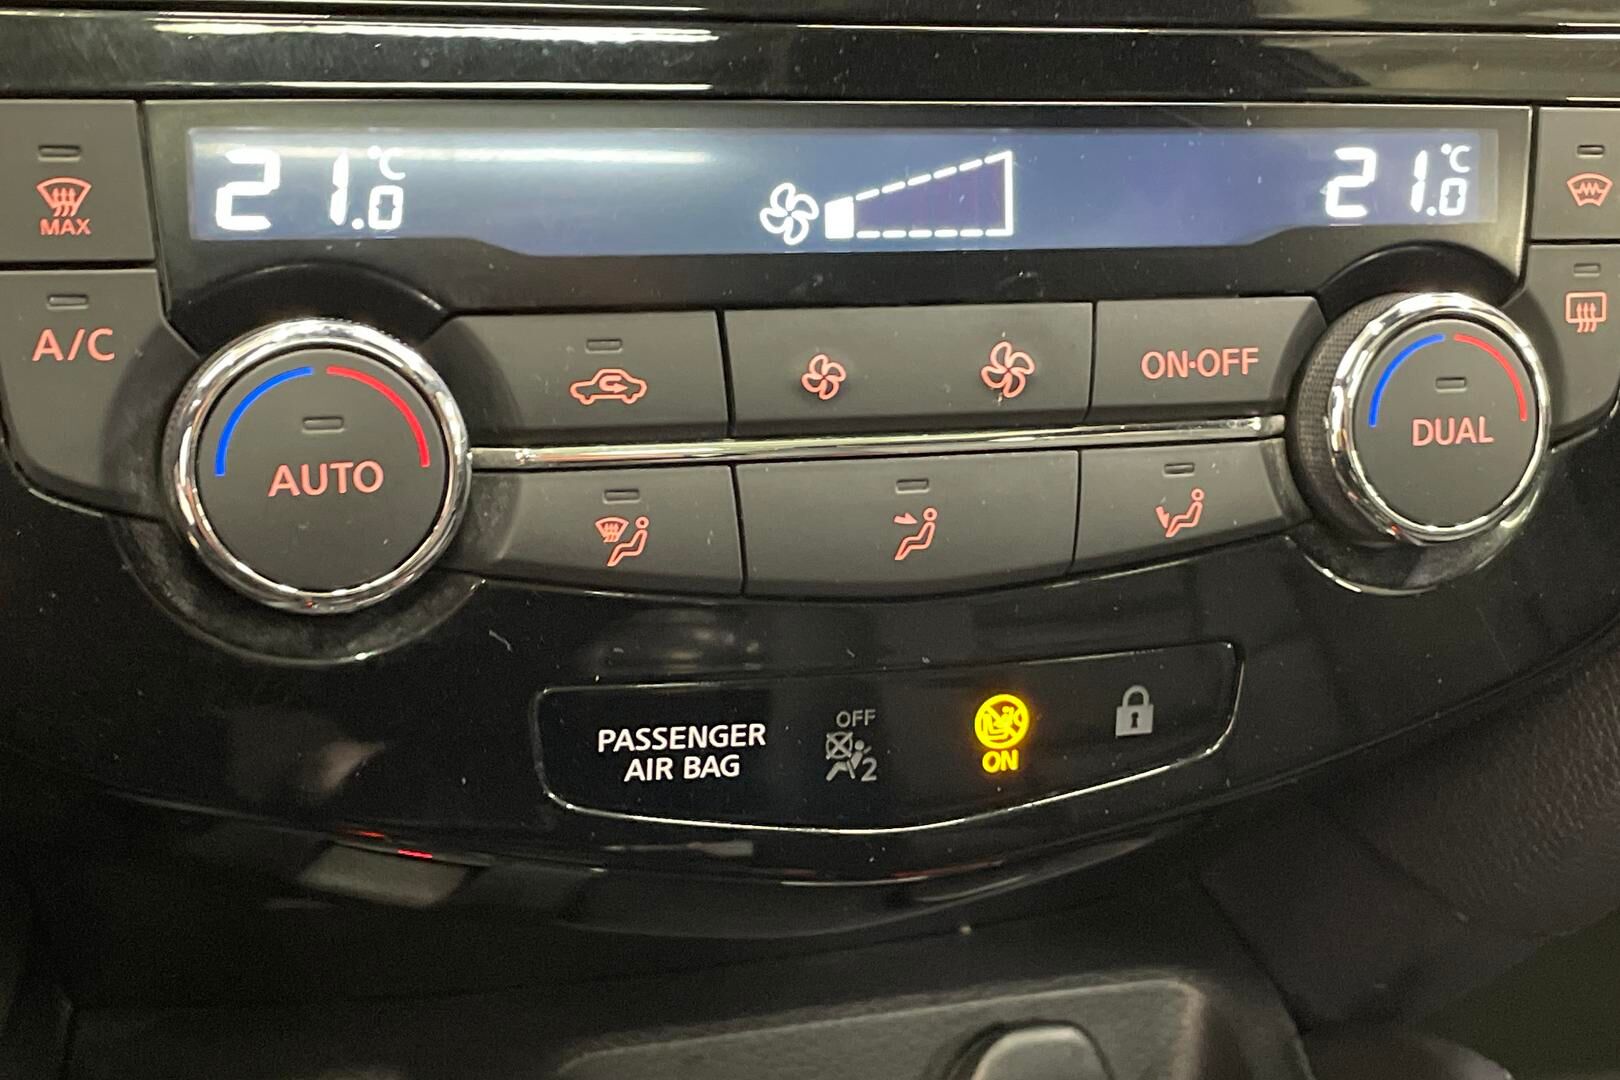 21.0°C
21.0°C
MAX
A/C
ON·OFF
AUTO
DUAL
PASSENGER
AIR BAG
OFF
2
ON